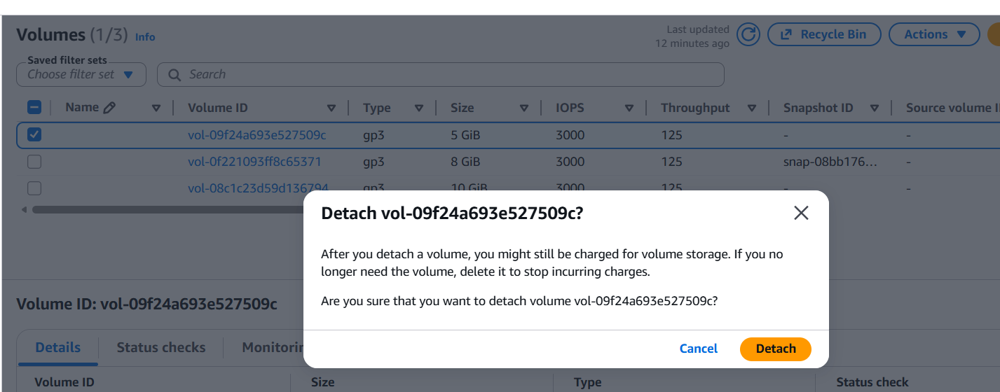 Volumes (1/3) Info
Last updated
12 minutes ago
Recycle Bin
Actions
Saved filter sets
Choose filter set
Search
Name Volume ID Type Size IOPS Throughput Snapshot ID Source volume
vol-09f24a693e527509c gp3 5 GiB 3000 125 - -
vol-0f221093ff8c65371 gp3 8 GiB 3000 125 snap-08bb176... -
vol-08c1c23d59d136794 gp3 10 GiB 3000 125 - -
Detach vol-09f24a693e527509c?
After you detach a volume, you might still be charged for volume storage. If you no
longer need the volume, delete it to stop incurring charges.
Are you sure that you want to detach volume vol-09f24a693e527509c?
Cancel Detach
Volume ID: vol-09f24a693e527509c
Details Status checks
Volume ID Size Type Status check